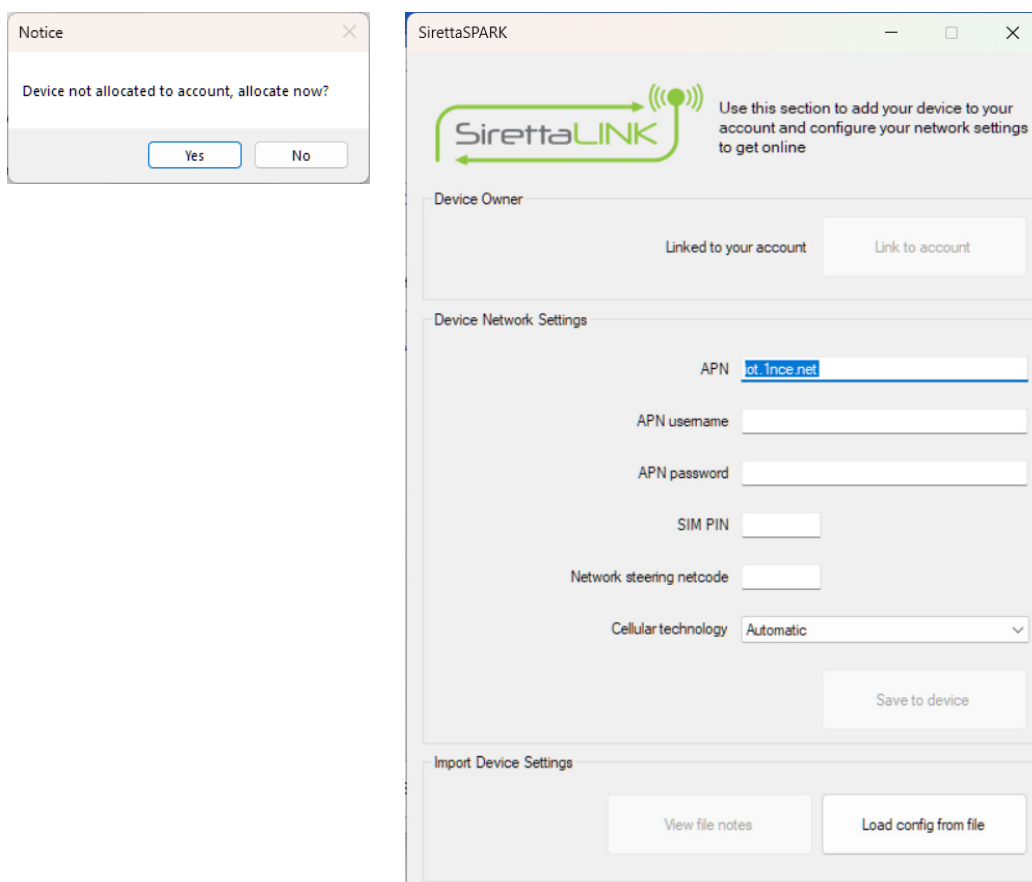 Notice
Device not allocated to account, allocate now?
Yes
No
SirettaSPARK
SirettaLINK
Use this section to add your device to your
account and configure your network settings
to get online
Device Owner
Linked to your account
Link to account
Device Network Settings
APN
iot.1nce.net
APN username
APN password
SIM PIN
Network steering netcode
Cellular technology
Automatic
Save to device
Import Device Settings
View file notes
Load config from file